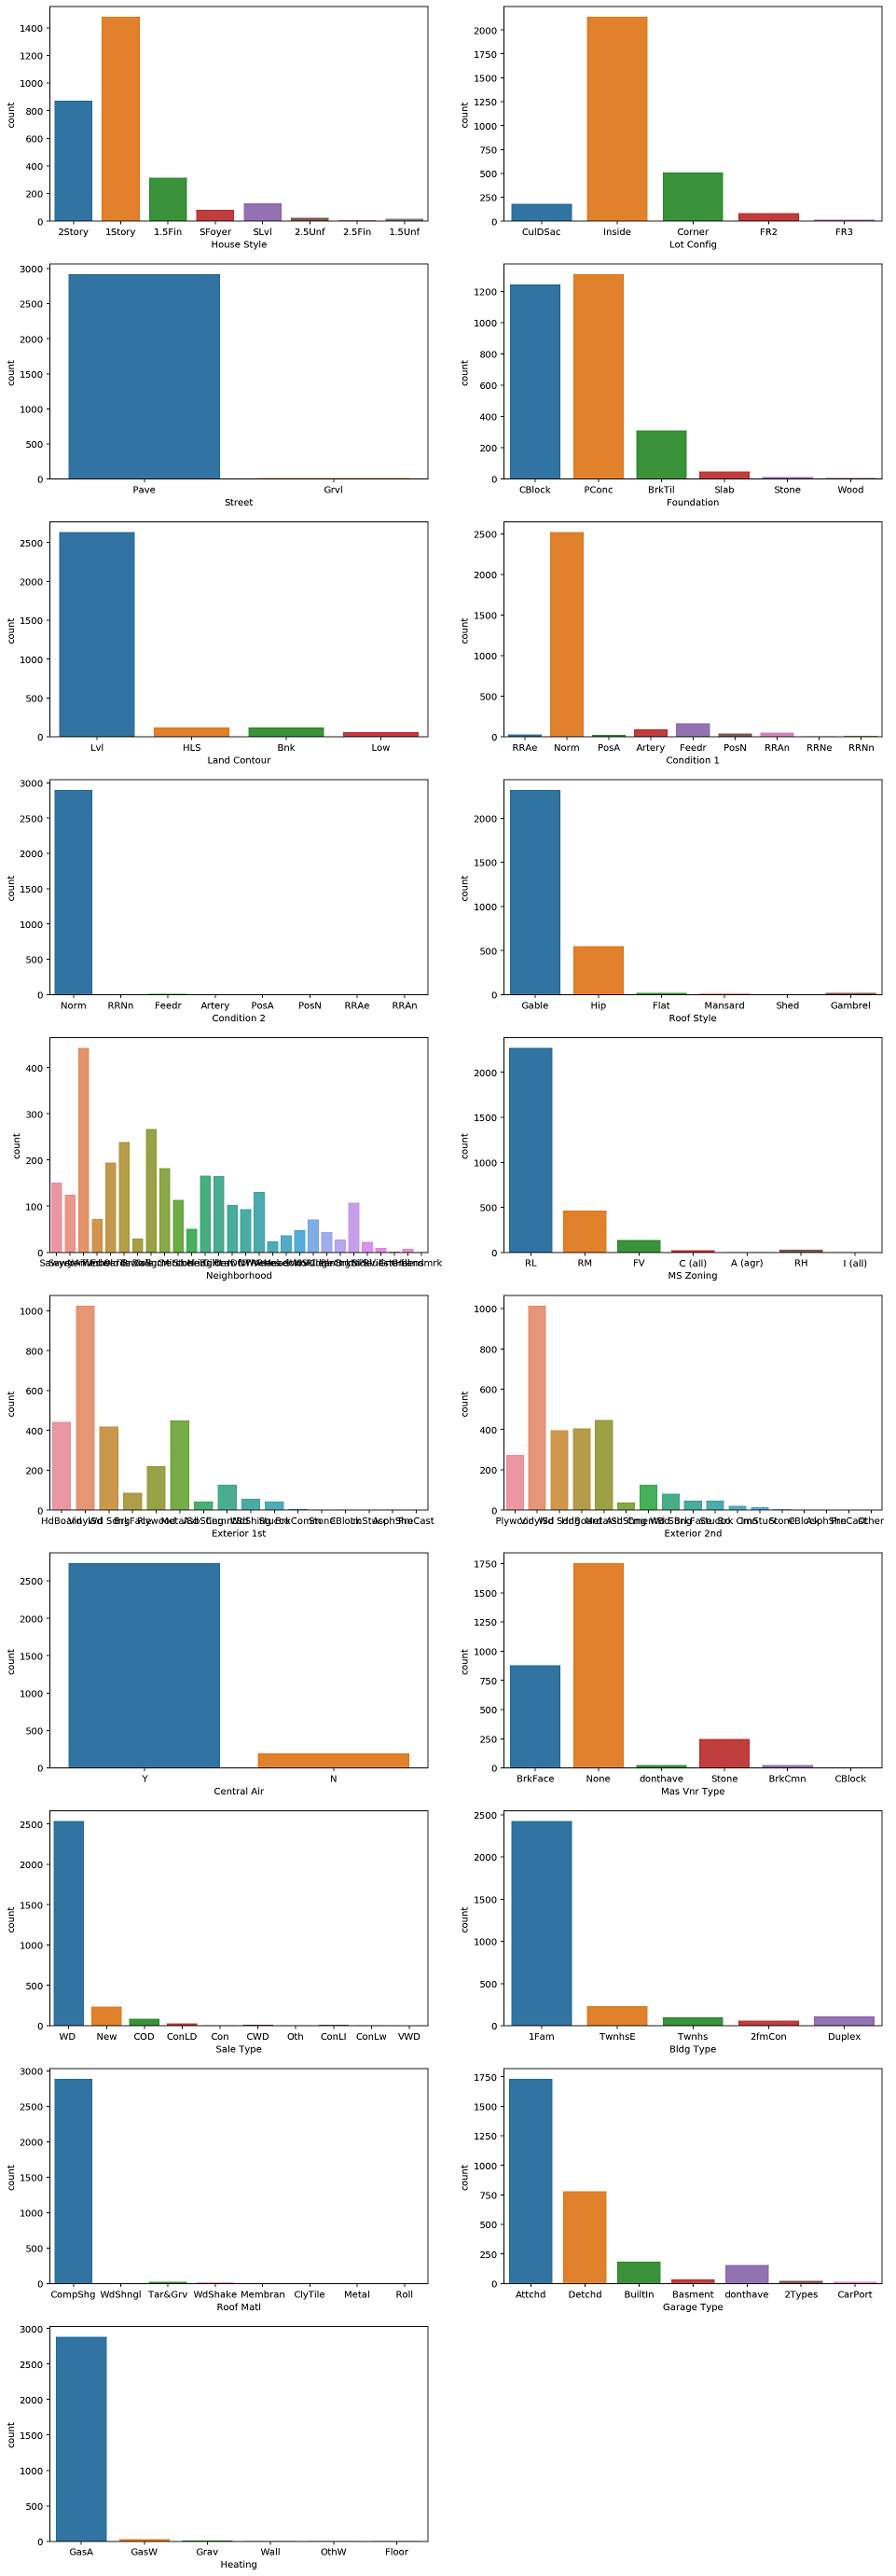 1400
1200
1000
800
600
400
200
0
count
2Story 1Story 1.5Fin SFoyer SLvl 2.5Unf 2.5Fin 1.5Unf
House Style
2000
1750
1500
1250
1000
750
500
250
0
count
CulDSac Inside Corner FR2 FR3
Lot Config
3000
2500
2000
1500
1000
500
0
count
Pave Grvl
Street
1200
1000
800
600
400
200
0
count
CBlock PConc BrkTil Slab Stone Wood
Foundation
2500
2000
1500
1000
500
0
count
Lvl HLS Bnk Low
Land Contour
2500
2000
1500
1000
500
0
count
RRAe Norm PosA Artery Feedr PosN RRAn RRNe RRNn
Condition 1
3000
2500
2000
1500
1000
500
0
count
Norm RRNn Feedr Artery PosA PosN RRAe RRAn
Condition 2
2000
1500
1000
500
0
count
Gable Hip Flat Mansard Shed Gambrel
Roof Style
400
300
200
100
0
count
Neighborhood
2000
1500
1000
500
0
count
RL RM FV C (all) A (agr) RH I (all)
MS Zoning
1000
800
600
400
200
0
count
HdBoard PreCast
Exterior 1st
1000
800
600
400
200
0
count
Plywood Other
Exterior 2nd
2500
2000
1500
1000
500
0
count
Y N
Central Air
1750
1500
1250
1000
750
500
250
0
count
BrkFace None donthave Stone BrkCmn CBlock
Mas Vnr Type
2500
2000
1500
1000
500
0
count
WD New COD ConLD Con CWD Oth ConLI ConLw VWD
Sale Type
2500
2000
1500
1000
500
0
count
1Fam TwnhsE Twnhs 2fmCon Duplex
Bldg Type
3000
2500
2000
1500
1000
500
0
count
CompShg WdShngl Tar&Grv WdShake Membran ClyTile Metal Roll
Roof Matl
1750
1500
1250
1000
750
500
250
0
count
Attchd Detchd BuiltIn Basment donthave 2Types CarPort
Garage Type
3000
2500
2000
1500
1000
500
0
count
GasA GasW Grav Wall OthW Floor
Heating